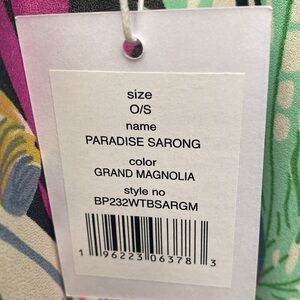 size
O/S
name
PARADISE SARONG
color
GRAND MAGNOLIA
style no
BP232WTBSARGM
1 96223 06378 3